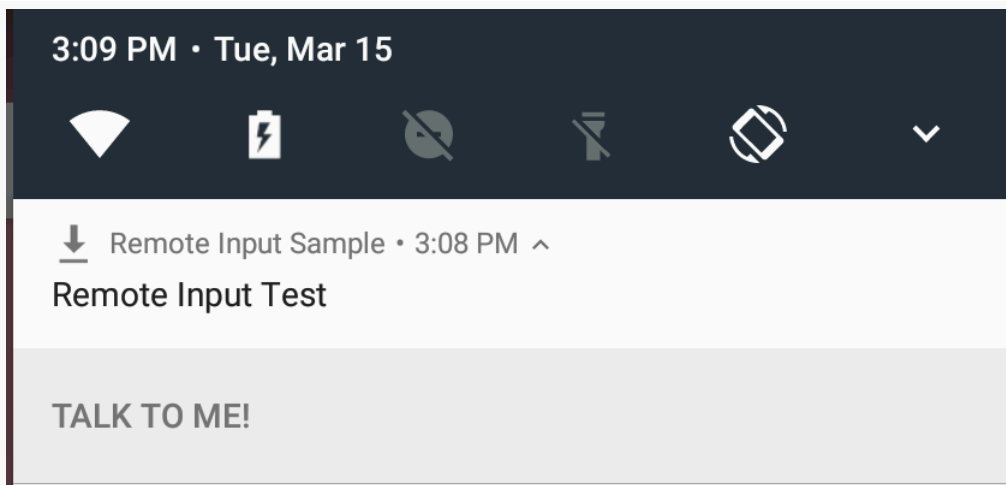 3:09 PM • Tue, Mar 15
Remote Input Sample • 3:08 PM
Remote Input Test
TALK TO ME!